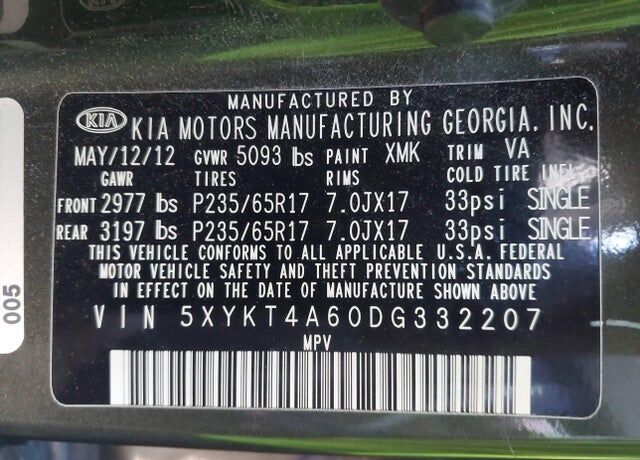 MANUFACTURED BY
KIA KIA MOTORS MANUFACTURING GEORGIA, INC.
MAY/12/12 GVWR 5093 lbs PAINT XMK TRIM VA
GAWR TIRES RIMS COLD TIRE INFL
FRONT 2977 lbs P235/65R17 7.0JX17 33psi SINGLE
REAR 3197 lbs P235/65R17 7.0JX17 33psi SINGLE
THIS VEHICLE CONFORMS TO ALL APPLICABLE U.S.A. FEDERAL
MOTOR VEHICLE SAFETY AND THEFT PREVENTION STANDARDS
IN EFFECT ON THE DATE OF MANUFACTURE SHOWN ABOVE
VIN 5XYKT4A60DG332207
MPV
005